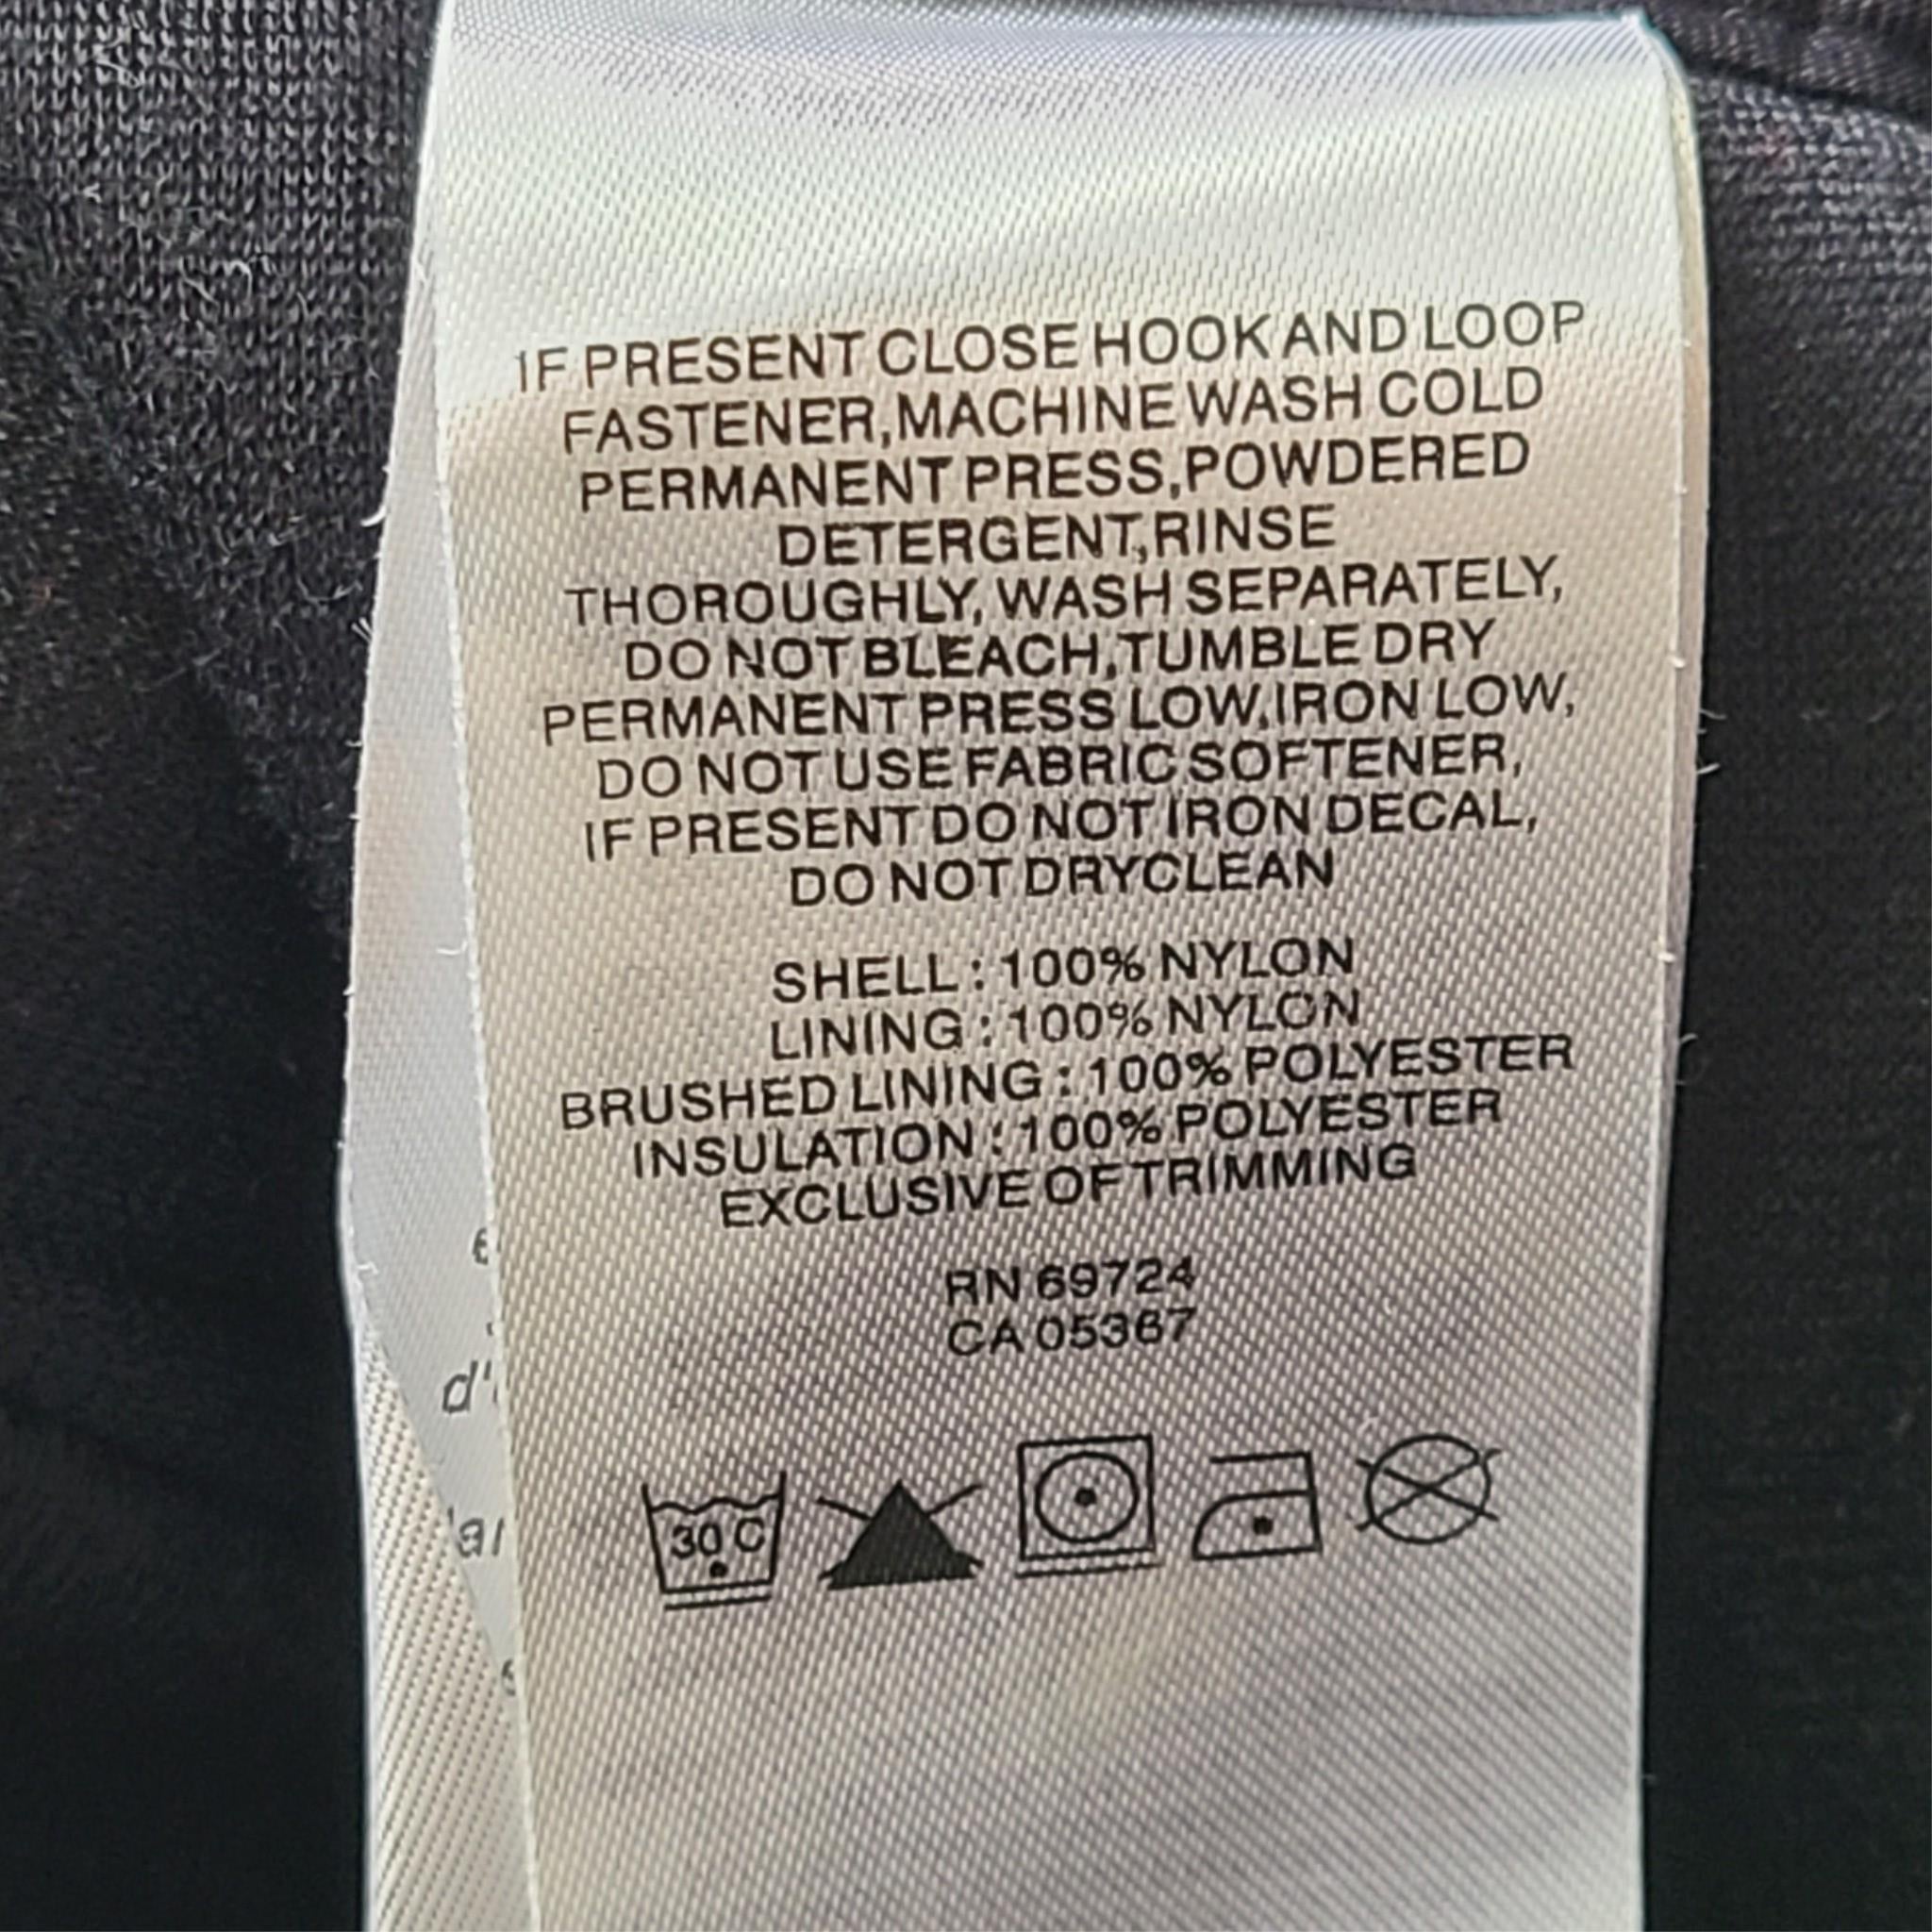 IF PRESENT CLOSE HOOK AND LOOP
FASTENER,MACHINE WASH COLD
PERMANENT PRESS,POWDERED
DETERGENT,RINSE
THOROUGHLY, WASH SEPARATELY,
DO NOT BLEACH,TUMBLE DRY
PERMANENT PRESS LOW,IRON LOW,
DO NOT USE FABRIC SOFTENER,
IF PRESENT DO NOT IRON DECAL,
DO NOT DRYCLEAN
SHELL : 100% NYLON
LINING : 100% NYLON
BRUSHED LINING : 100% POLYESTER
INSULATION : 100% POLYESTER
EXCLUSIVE OF TRIMMING
RN 69724
CA 05367
30 C